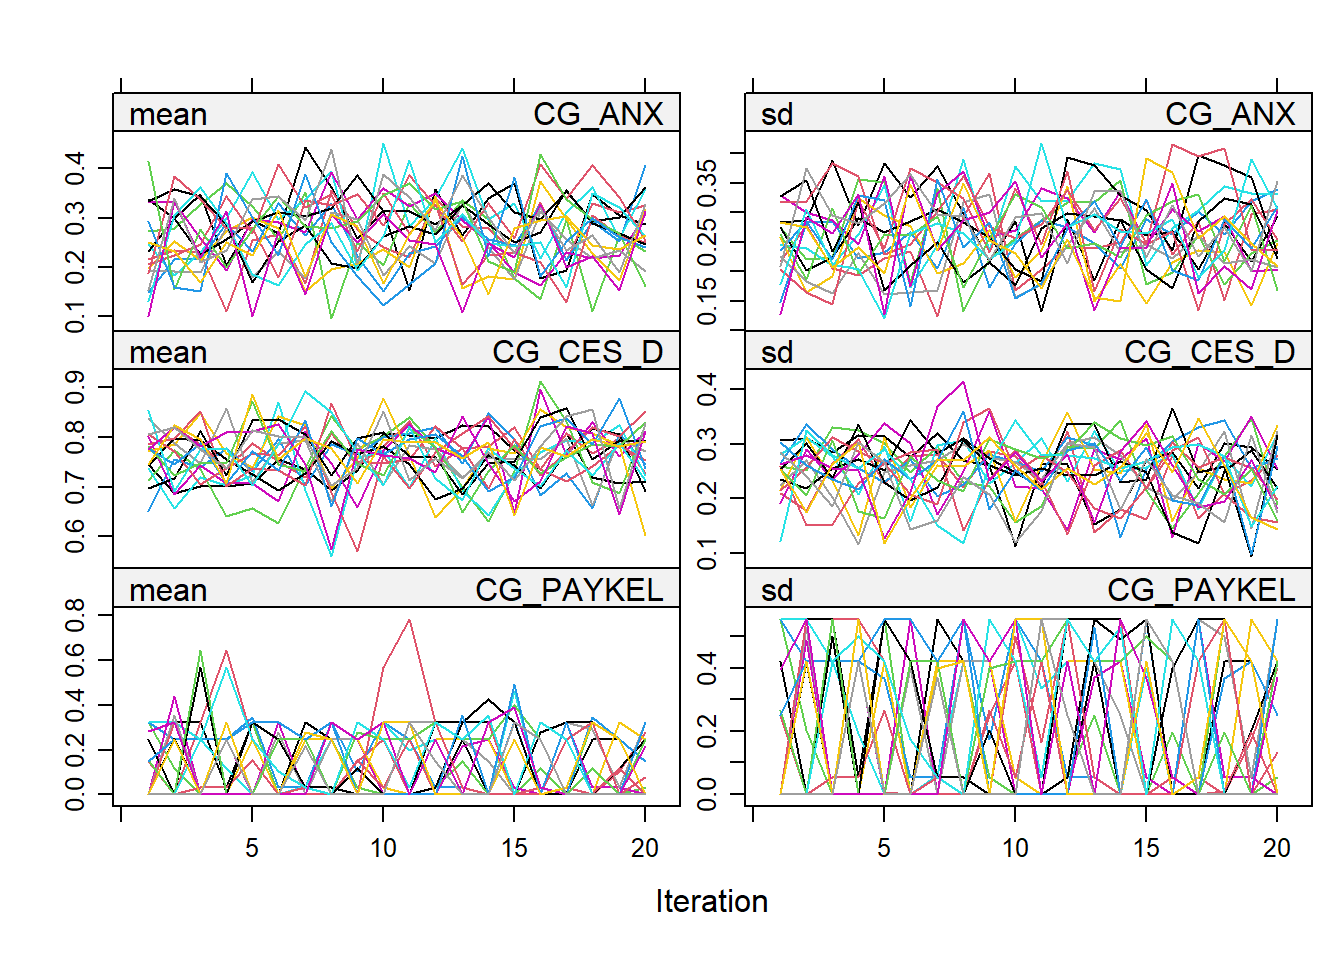 mean CG_ANX
sd CG_ANX
0.1 0.2 0.3 0.4
0.15 0.25 0.35
mean CG_CES_D
sd CG_CES_D
0.6 0.7 0.8 0.9
0.1 0.2 0.3 0.4
mean CG_PAYKEL
sd CG_PAYKEL
0.0 0.2 0.4 0.6 0.8
0.0 0.2 0.4
5 10 15 20
5 10 15 20
Iteration